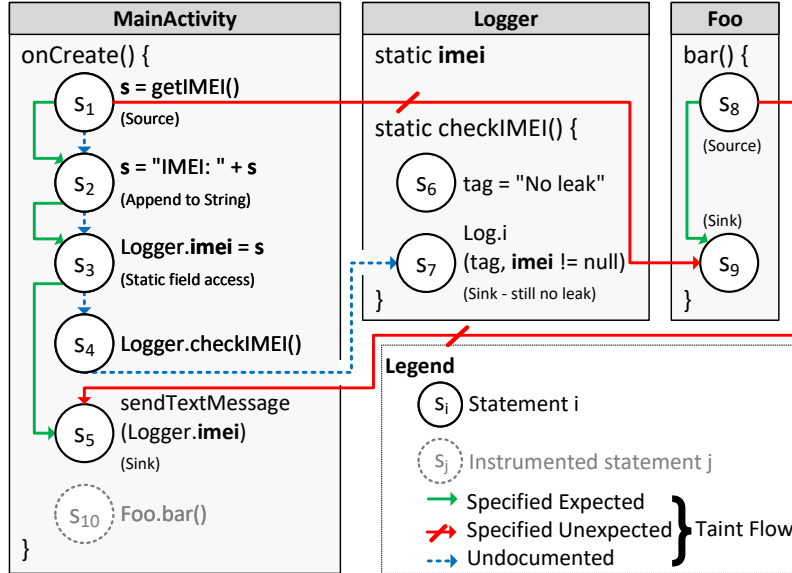 MainActivity
onCreate() {
s1
s = getIMEI()
(Source)
s2
s = "IMEI: " + s
(Append to String)
s3
Logger.imei = s
(Static field access)
s4
Logger.checkIMEI()
s5
sendTextMessage
(Logger.imei)
(Sink)
s10
Foo.bar()
}
Logger
static imei
static checkIMEI() {
s6
tag = "No leak"
s7
Log.i
(tag, imei != null)
(Sink - still no leak)
}
Foo
bar() {
s8
(Source)
(Sink)
s9
}
Legend
si
Statement i
sj
Instrumented statement j
Specified Expected
Specified Unexpected
Undocumented
} Taint Flow